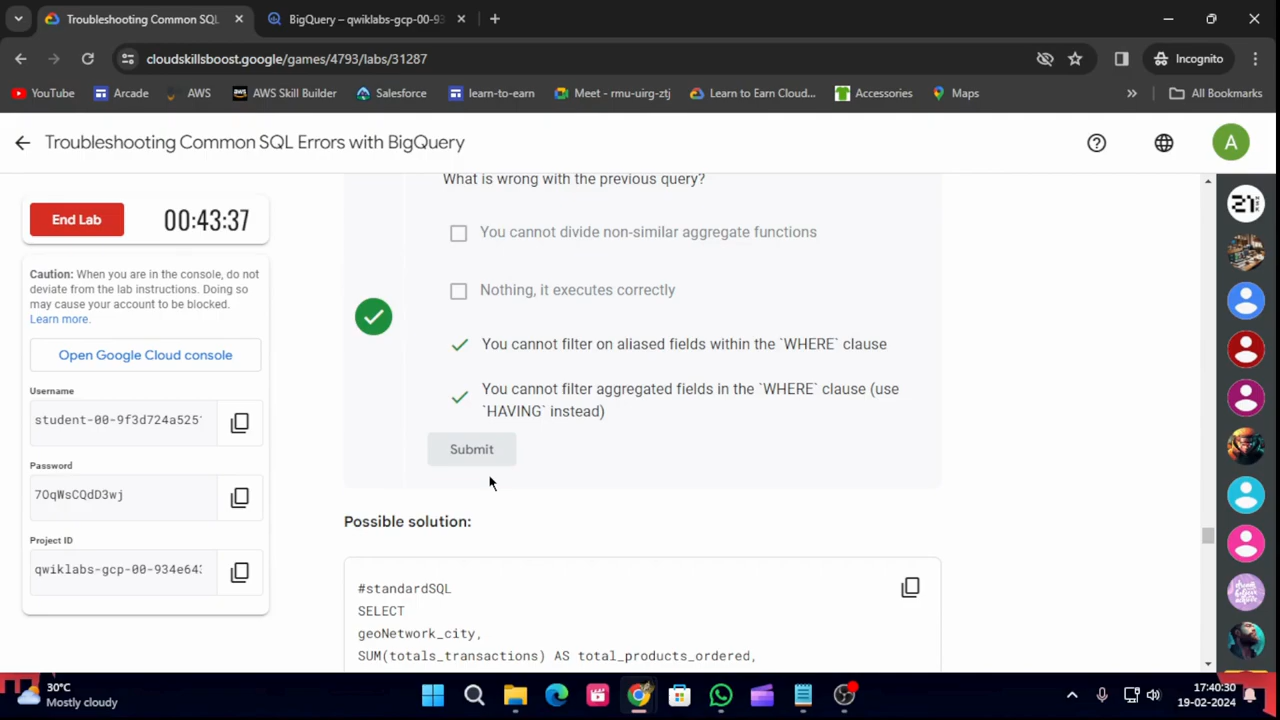 Troubleshooting Common SQL
BigQuery – qwiklabs-gcp-00-93
cloudskillsboost.google/games/4793/labs/31287
Incognito
YouTube
Arcade
AWS
AWS Skill Builder
Salesforce
learn-to-earn
Meet - rmu-uirg-ztj
Learn to Earn Cloud...
Accessories
Maps
All Bookmarks
Troubleshooting Common SQL Errors with BigQuery
A
End Lab
00:43:37
Caution: When you are in the console, do not
deviate from the lab instructions. Doing so
may cause your account to be blocked.
Learn more.
Open Google Cloud console
Username
student-00-9f3d724a525
Password
7OqWsCQdD3wj
Project ID
qwiklabs-gcp-00-934e64
What is wrong with the previous query?
You cannot divide non-similar aggregate functions
Nothing, it executes correctly
You cannot filter on aliased fields within the `WHERE` clause
You cannot filter aggregated fields in the `WHERE` clause (use
`HAVING` instead)
Submit
Possible solution:
#standardSQL
SELECT
geoNetwork_city,
SUM(totals_transactions) AS total_products_ordered,
21
30°C
Mostly cloudy
17:40:30
19-02-2024